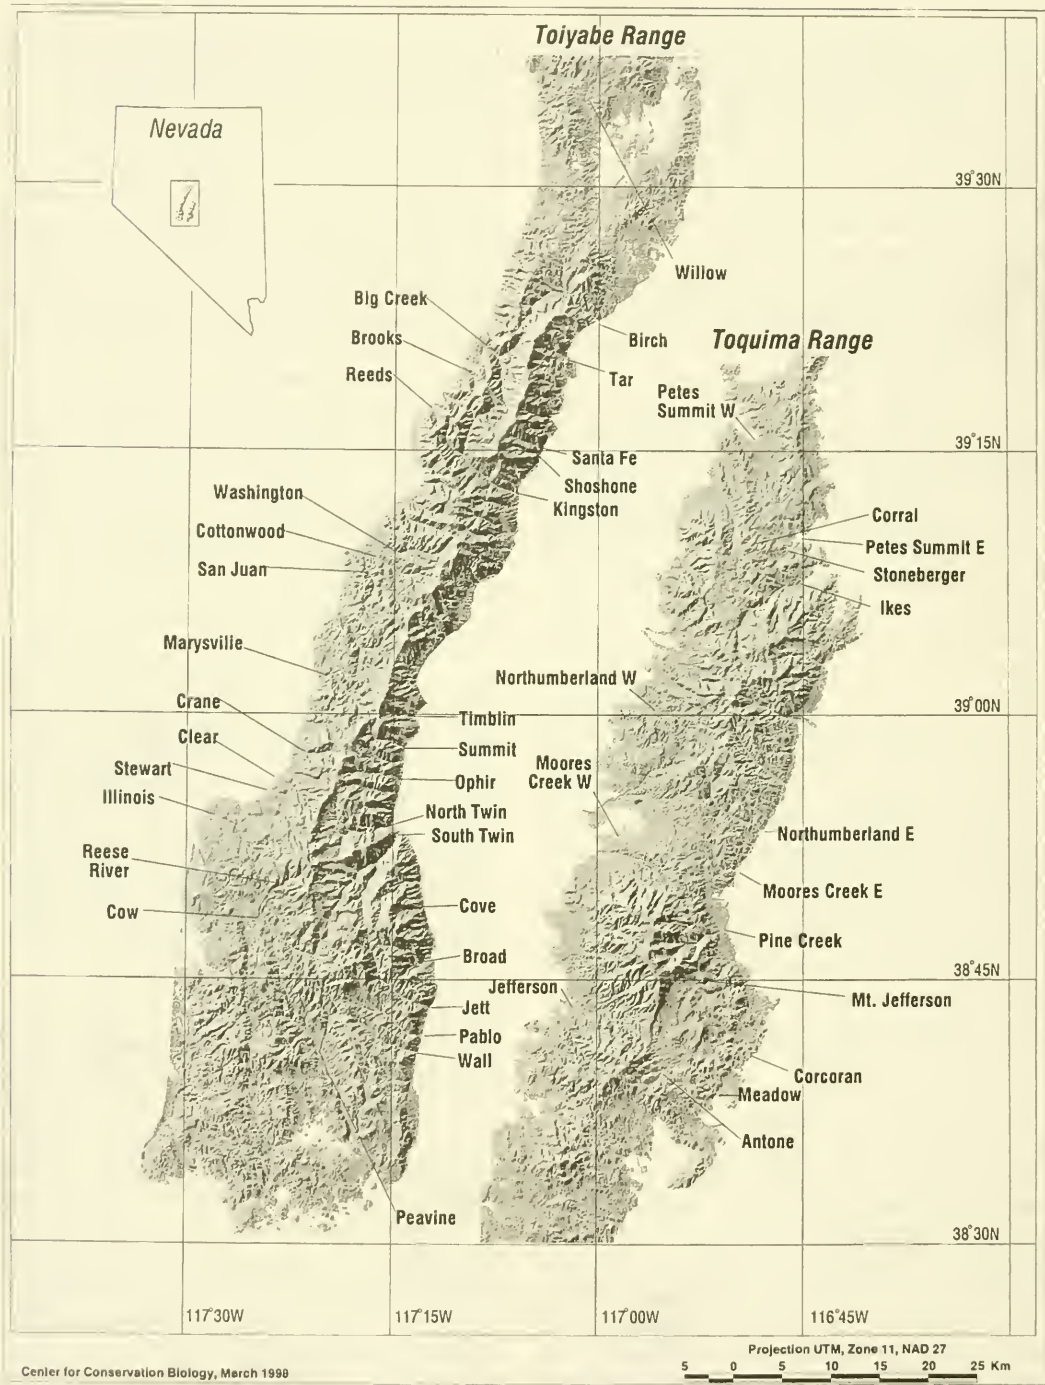 Toiyabe Range
Nevada
39°30N
Willow
Big Creek
Birch
Brooks
Toquima Range
Reeds
Tar
Petes
Summit W
39°15N
Santa Fe
Shoshone
Washington
Kingston
Corral
Cottonwood
Petes Summit E
San Juan
Stoneberger
Ikes
Marysville
Northumberland W
Crane
39°00N
Timblin
Clear
Summit
Stewart
Moores
Creek W
Ophir
Illinois
North Twin
South Twin
Northumberland E
Reese
River
Moores Creek E
Cow
Cove
Pine Creek
Broad
38°45N
Jefferson
Mt. Jefferson
Jett
Pablo
Wall
Corcoran
Meadow
Antone
Peavine
38°30N
117°30W
117°15W
117°00W
116°45W
Projection UTM, Zone 11, NAD 27
Center for Conservation Biology, March 1998
5 0 5 10 15 20 25 Km